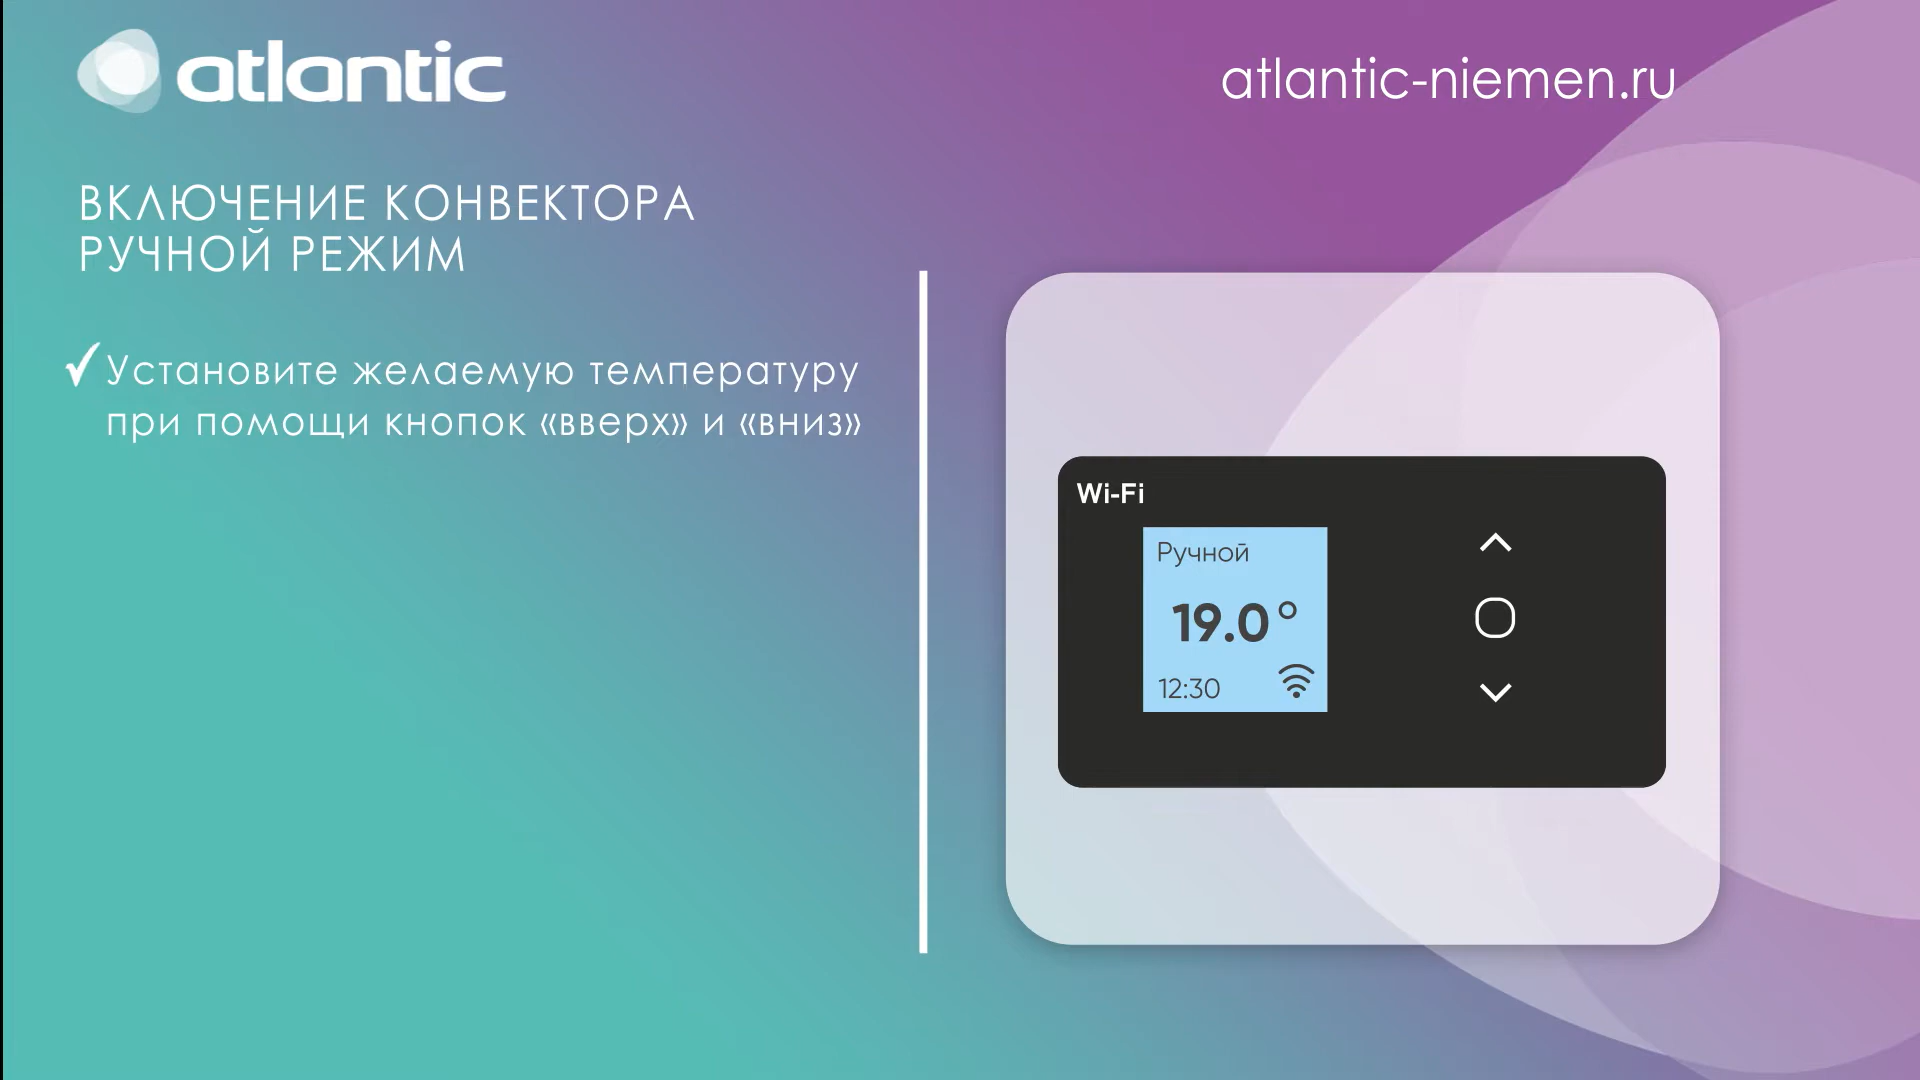 atlantic
atlantic-niemen.ru
ВКЛЮЧЕНИЕ КОНВЕКТОРА
РУЧНОЙ РЕЖИМ
Установите желаемую температуру
при помощи кнопок «вверх» и «вниз»
Wi-Fi
Ручной
19.0°
12:30